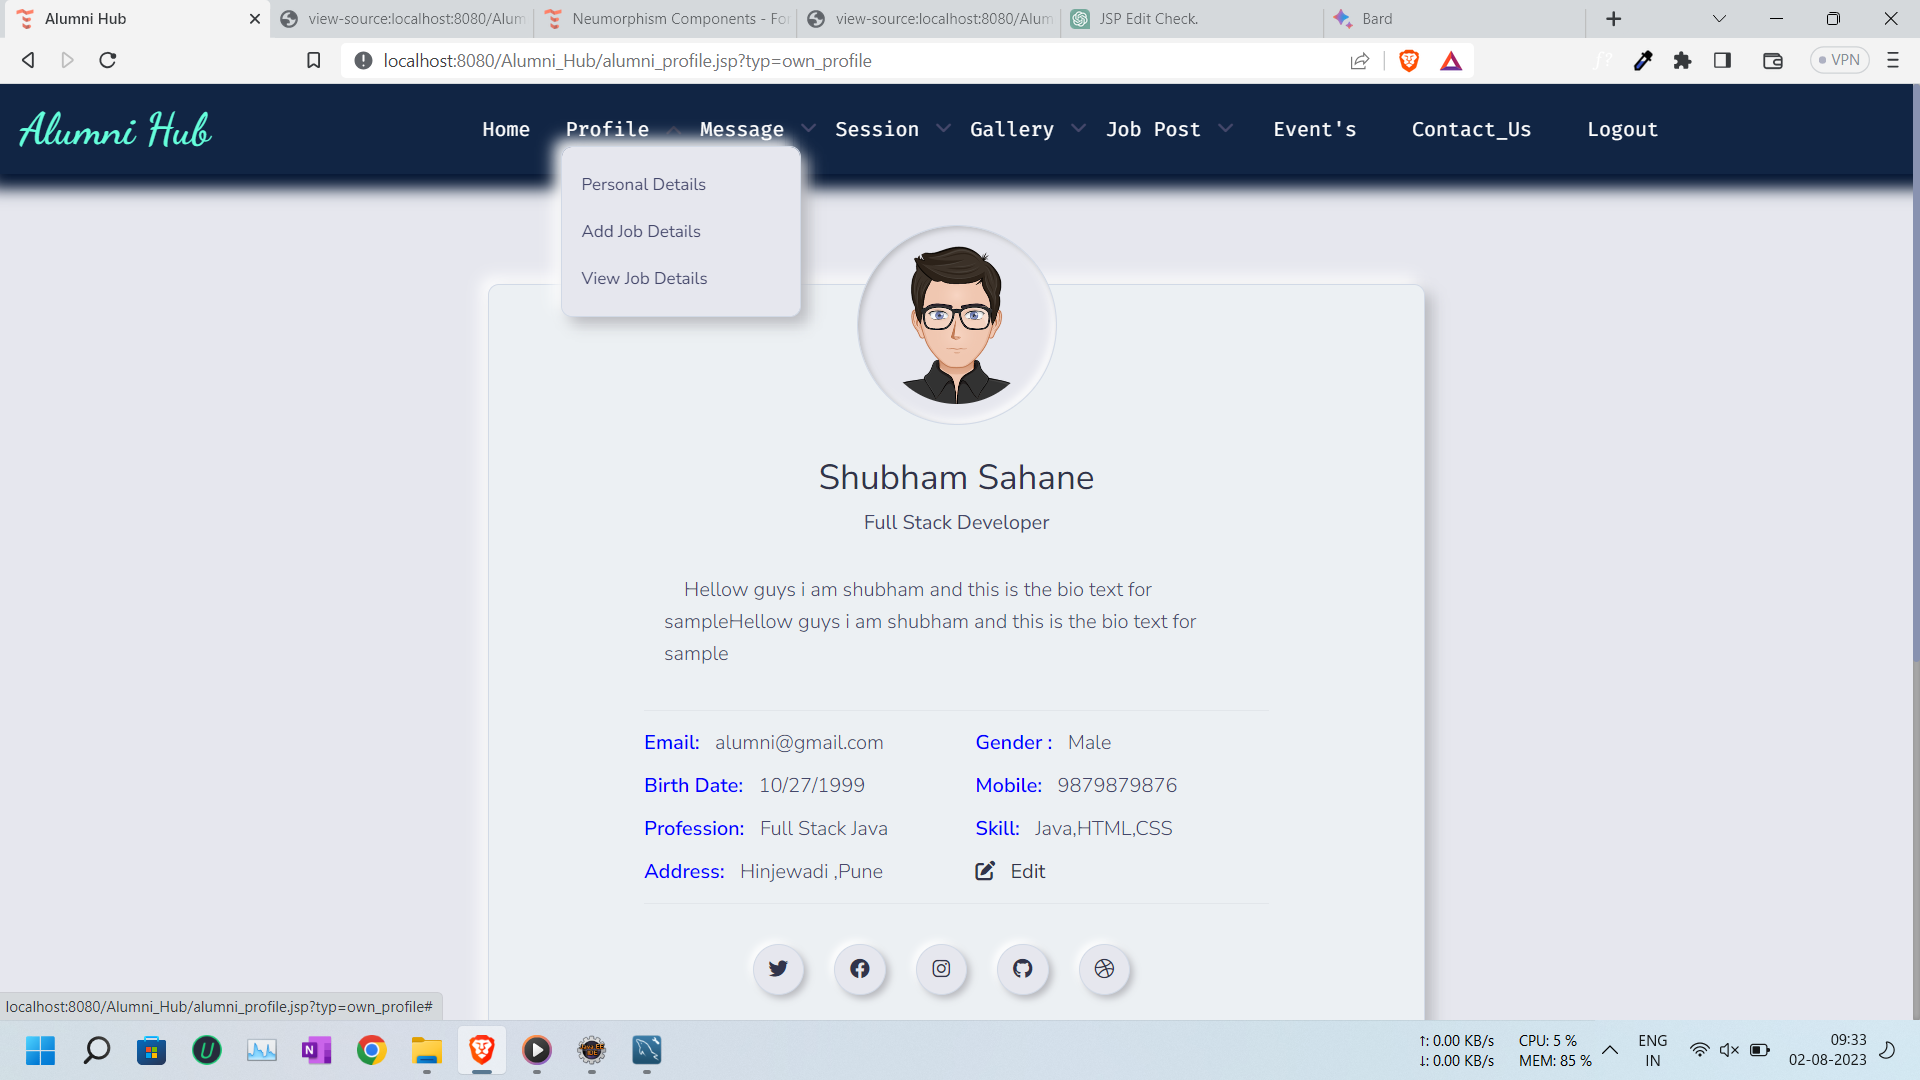 Alumni Hub
view-source:localhost:8080/Alum
Neumorphism Components - For
view-source:localhost:8080/Alum
JSP Edit Check.
Bard
localhost:8080/Alumni_Hub/alumni_profile.jsp?typ=own_profile
VPN
Alumni Hub
Home Profile Message Session Gallery Job Post Event's Contact_Us Logout
Personal Details
Add Job Details
View Job Details
Shubham Sahane
Full Stack Developer
Hellow guys i am shubham and this is the bio text for
sampleHellow guys i am shubham and this is the bio text for
sample
Email: alumni@gmail.com Gender : Male
Birth Date: 10/27/1999 Mobile: 9879879876
Profession: Full Stack Java Skill: Java,HTML,CSS
Address: Hinjewadi ,Pune Edit
localhost:8080/Alumni_Hub/alumni_profile.jsp?typ=own_profile#
↑: 0.00 KB/s CPU: 5 % ENG 09:33
↓: 0.00 KB/s MEM: 85 % IN 02-08-2023